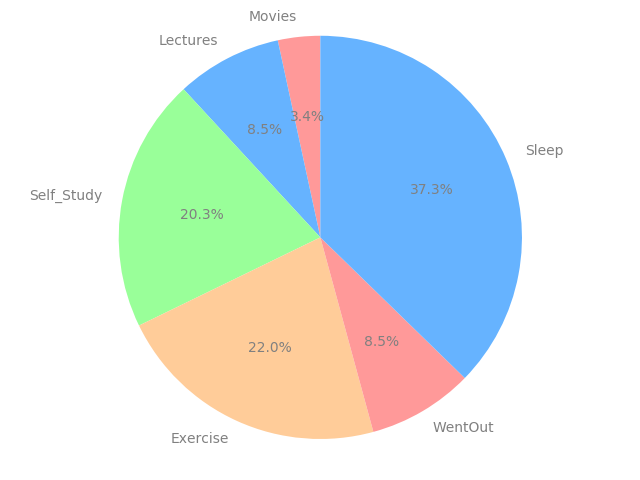 Movies
Lectures
3.4%
8.5%
Sleep
37.3%
Self_Study
20.3%
22.0%
8.5%
WentOut
Exercise